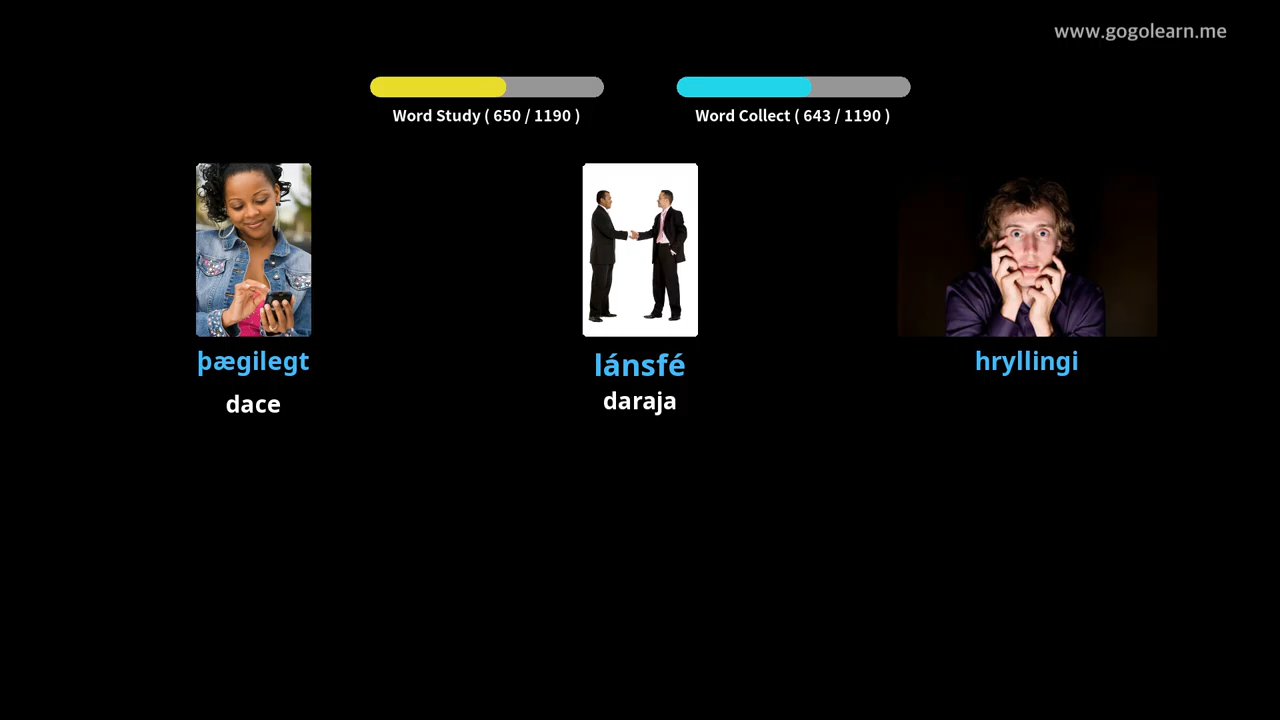 www.gogolearn.me
Word Study ( 650 / 1190 )
Word Collect ( 643 / 1190 )
þægilegt
dace
lánsfé
daraja
hryllingi